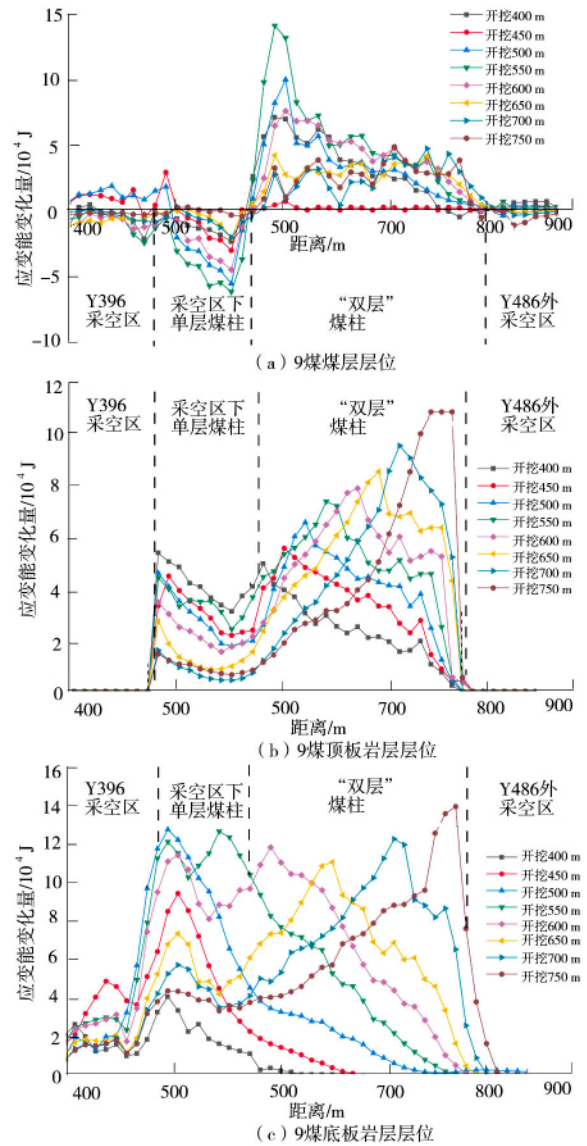 15
10
5
0
-5
-10
应变能变化量/10⁴ J
开挖400 m
开挖450 m
开挖500 m
开挖550 m
开挖600 m
开挖650 m
开挖700 m
开挖750 m
400 500 500 700 800 900
距离/m
Y396
采空区
采空区下
单层煤柱
“双层”
煤柱
Y486外
采空区
(a) 9煤煤层层位
12
10
8
6
4
2
0
应变能变化量/10⁴ J
Y396
采空区
采空区下
单层煤柱
“双层”
煤柱
Y486外
采空区
开挖400 m
开挖450 m
开挖500 m
开挖550 m
开挖600 m
开挖650 m
开挖700 m
开挖750 m
400 500 500 700 800 900
距离/m
(b) 9煤顶板岩层层位
16
14
12
10
8
6
4
2
0
应变能变化量/10⁴ J
Y396
采空区
采空区下
单层煤柱
“双层”
煤柱
Y486外
采空区
开挖400 m
开挖450 m
开挖500 m
开挖550 m
开挖600 m
开挖650 m
开挖700 m
开挖750 m
400 500 500 700 800 900
距离/m
(c) 9煤底板岩层层位